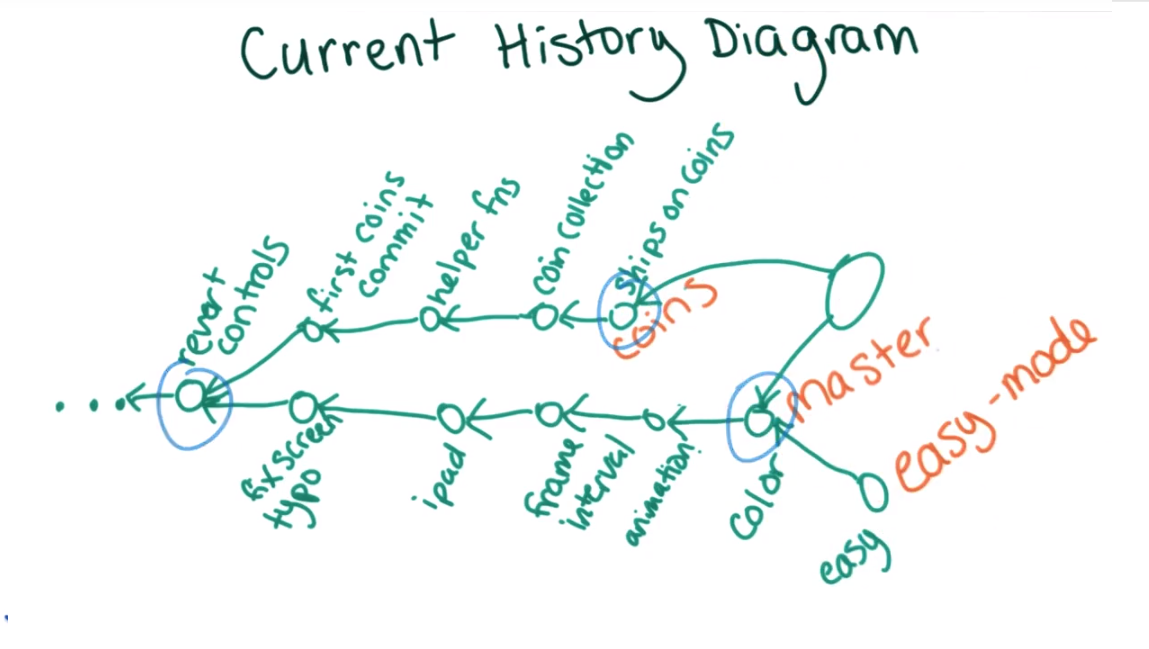 Current History Diagram
revert
controls
first coins
commit
helper fns
coin collection
ships on coins
coins
master
easy-mode
fix screen
typo
ipad
frame
interval
animation
color
easy